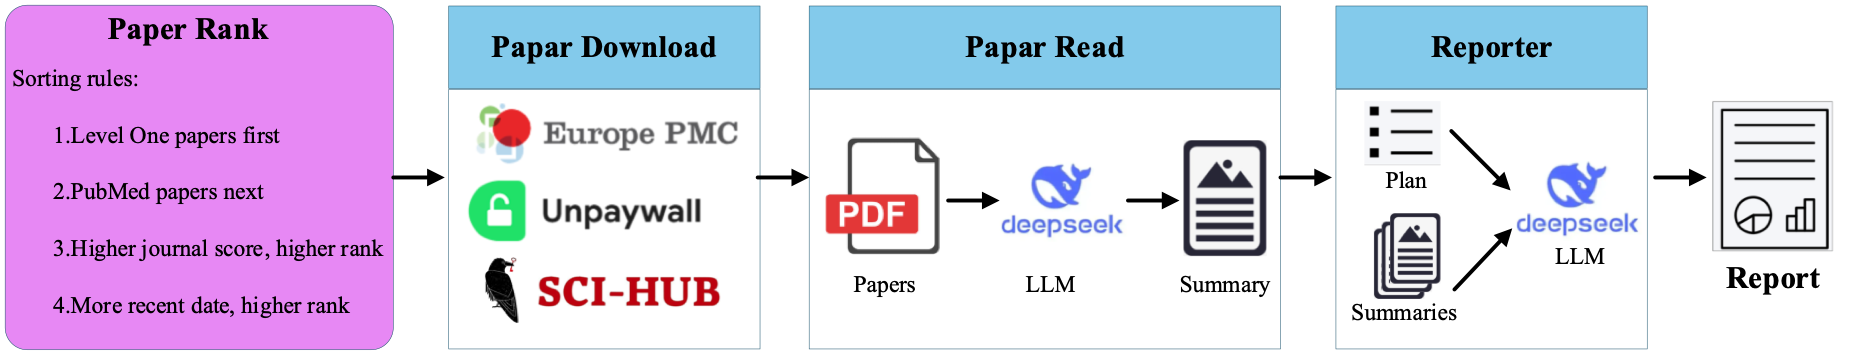 Paper Rank
Sorting rules:
1.Level One papers first
2.PubMed papers next
3.Higher journal score, higher rank
4.More recent date, higher rank
Papar Download
Europe PMC
Unpaywall
SCI-HUB
Papar Read
PDF
Papers
deepseek
LLM
Summary
Reporter
Plan
Summaries
deepseek
LLM
Report